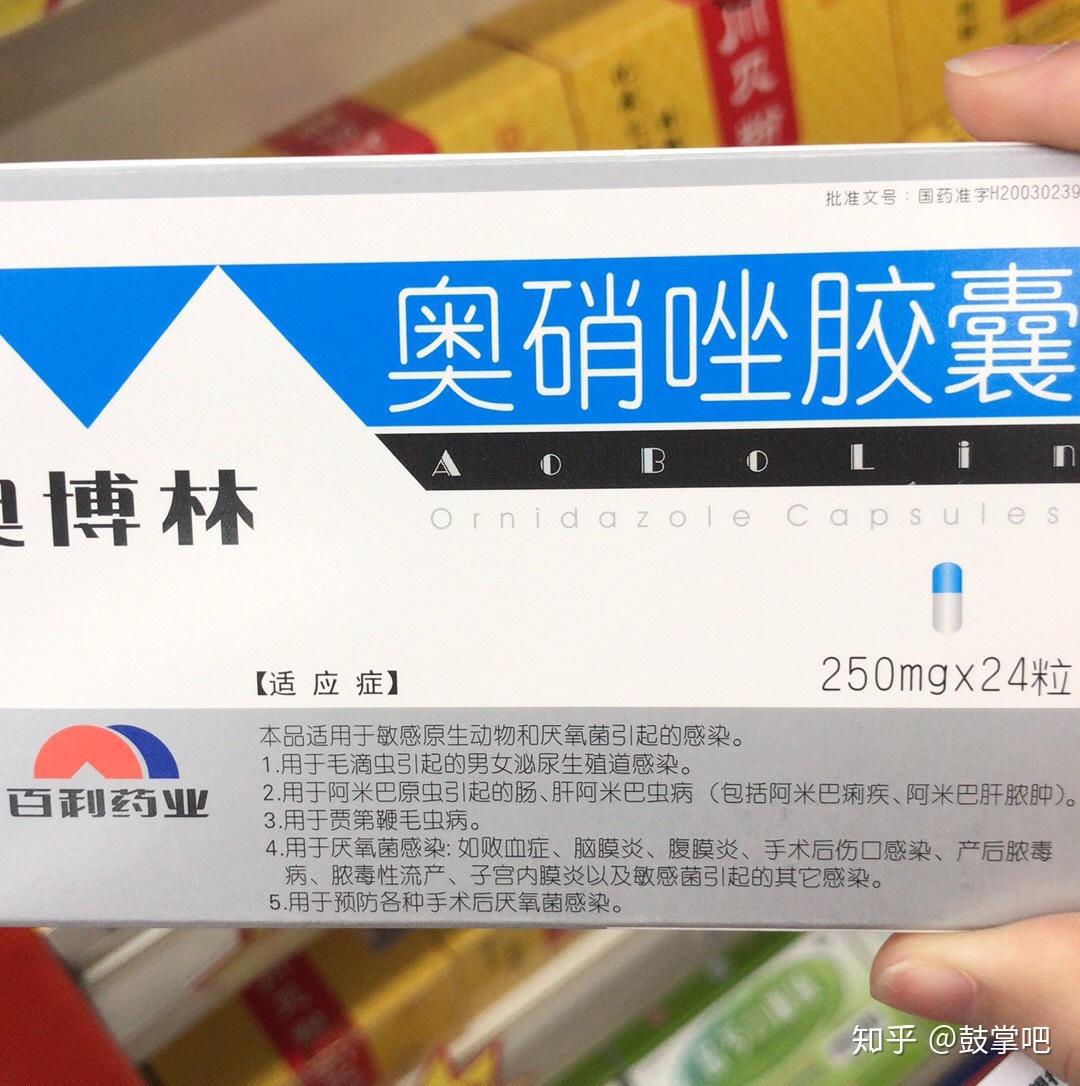 批准文号：国药准字H20030239
奥硝唑胶囊
AoBoLin
Ornidazole Capsules
奥博林
250mgx24粒
【适应症】
百利药业
本品适用于敏感原生动物和厌氧菌引起的感染。
1.用于毛滴虫引起的男女泌尿生殖道感染。
2.用于阿米巴原虫引起的肠、肝阿米巴虫病（包括阿米巴痢疾、阿米巴肝脓肿）。
3.用于贾第鞭毛虫病。
4.用于厌氧菌感染:如败血症、脑膜炎、腹膜炎、手术后伤口感染、产后脓毒
病、脓毒性流产、子宫内膜炎以及敏感菌引起的其它感染。
5.用于预防各种手术后厌氧菌感染。
知乎 @鼓掌吧